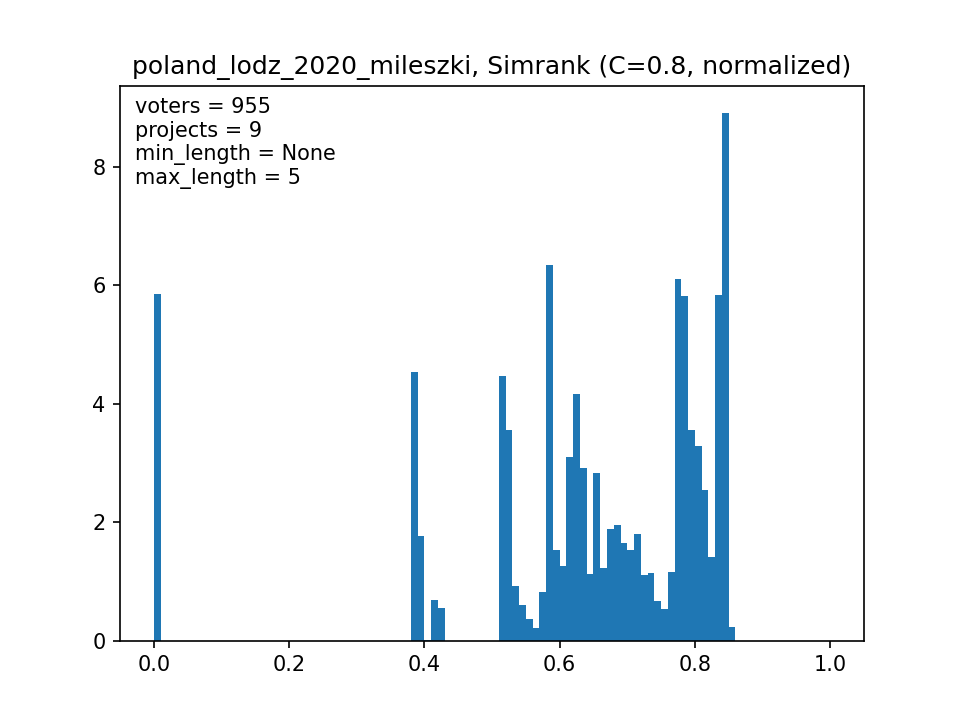 poland_lodz_2020_mileszki, Simrank (C=0.8, normalized)
voters = 955
projects = 9
min_length = None
max_length = 5
8
6
4
2
0
0.0 0.2 0.4 0.6 0.8 1.0